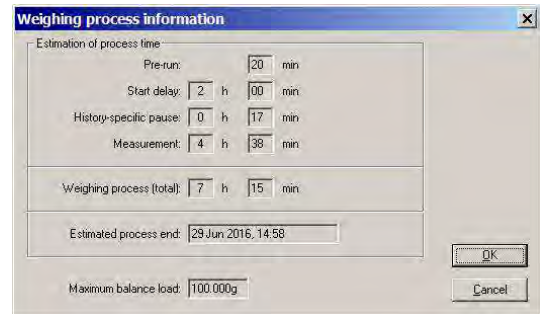 Weighing process information
Estimation of process time
Pre-run: 20 min
Start delay: 2 h 00 min
History-specific pause: 0 h 17 min
Measurement: 4 h 38 min
Weighing process (total): 7 h 15 min
Estimated process end: 29 Jun 2016, 14:58
OK
Maximum balance load: 100.000g
Cancel